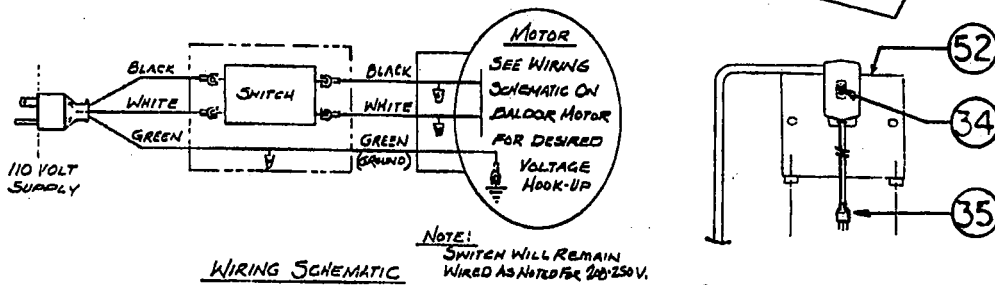 BLACK
WHITE
GREEN
110 VOLT
SUPPLY
SWITCH
BLACK
WHITE
GREEN
(GROUND)
MOTOR
SEE WIRING
SCHEMATIC ON
BALDOR MOTOR
FOR DESIRED
VOLTAGE
HOOK-UP
NOTE:
SWITCH WILL REMAIN
WIRED AS NOTED FOR 208-250V.
WIRING SCHEMATIC
52
34
35